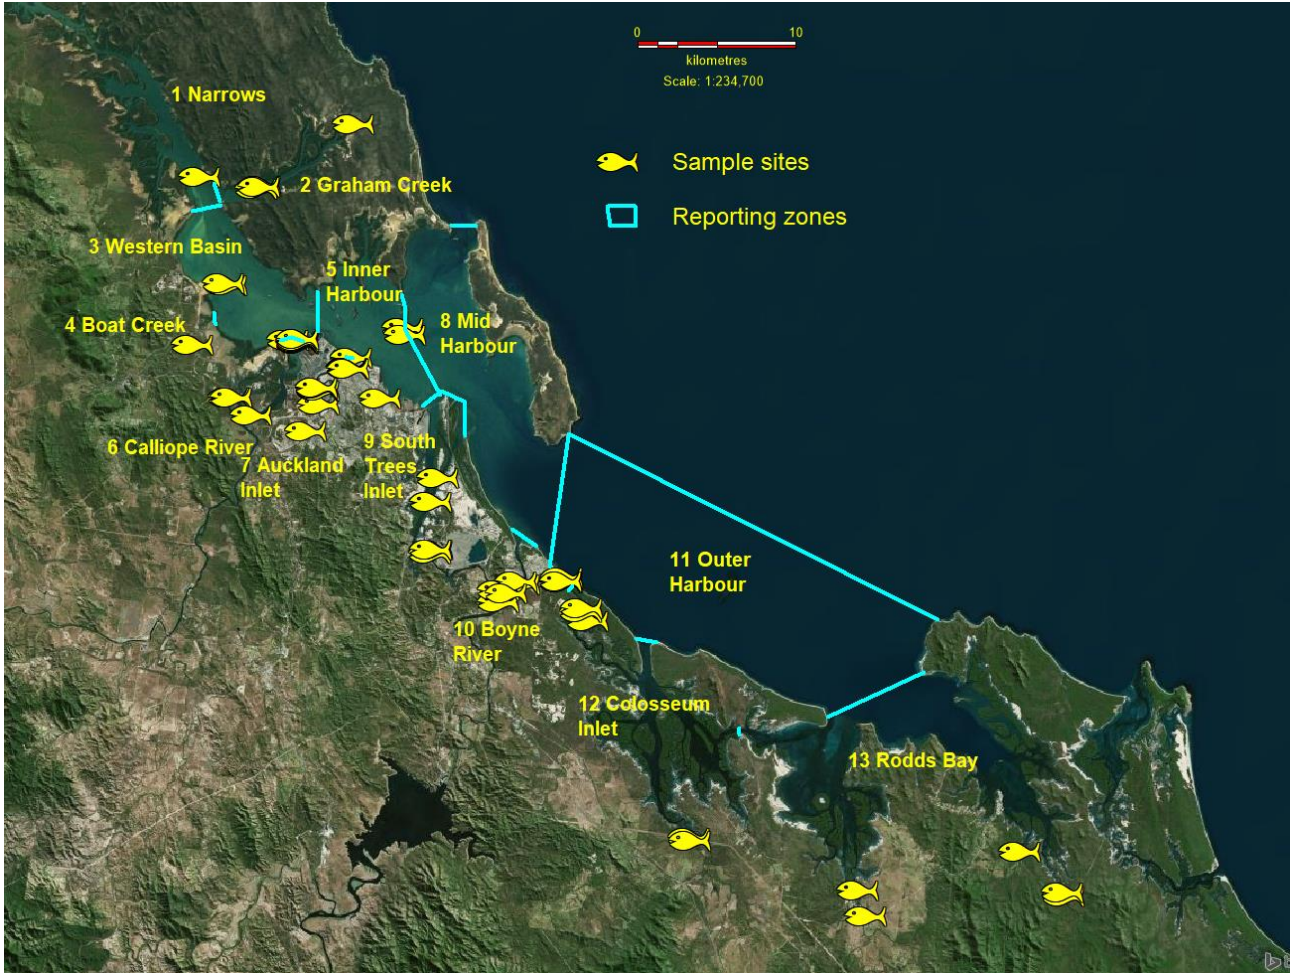 0 10
kilometres
Scale: 1:234,700
1 Narrows
Sample sites
2 Graham Creek
Reporting zones
3 Western Basin
5 Inner
Harbour
4 Boat Creek
8 Mid
Harbour
6 Calliope River
7 Auckland
Inlet
9 South
Trees
Inlet
11 Outer
Harbour
10 Boyne
River
12 Colosseum
Inlet
13 Rodds Bay